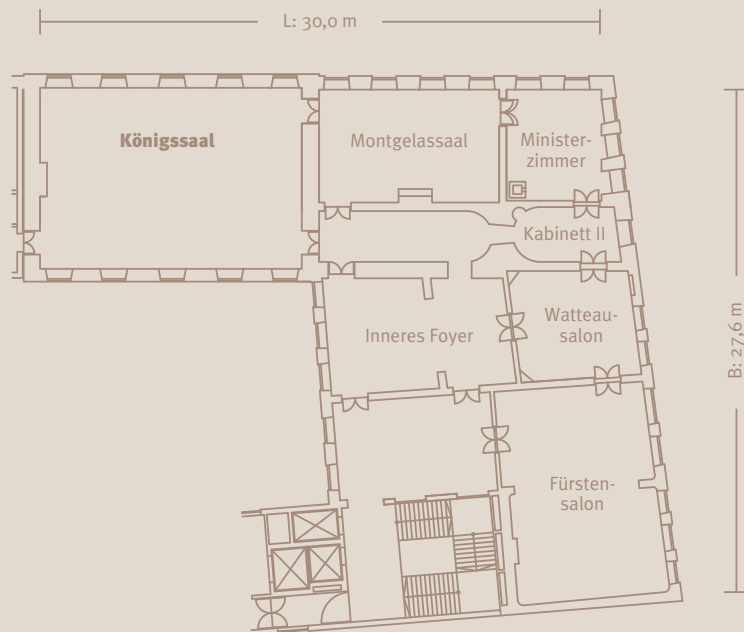 L: 30,0 m
Königssaal
Montgelassaal
Minister-
zimmer
Kabinett II
Inneres Foyer
Watteau-
salon
B: 27,6 m
Fürsten-
salon